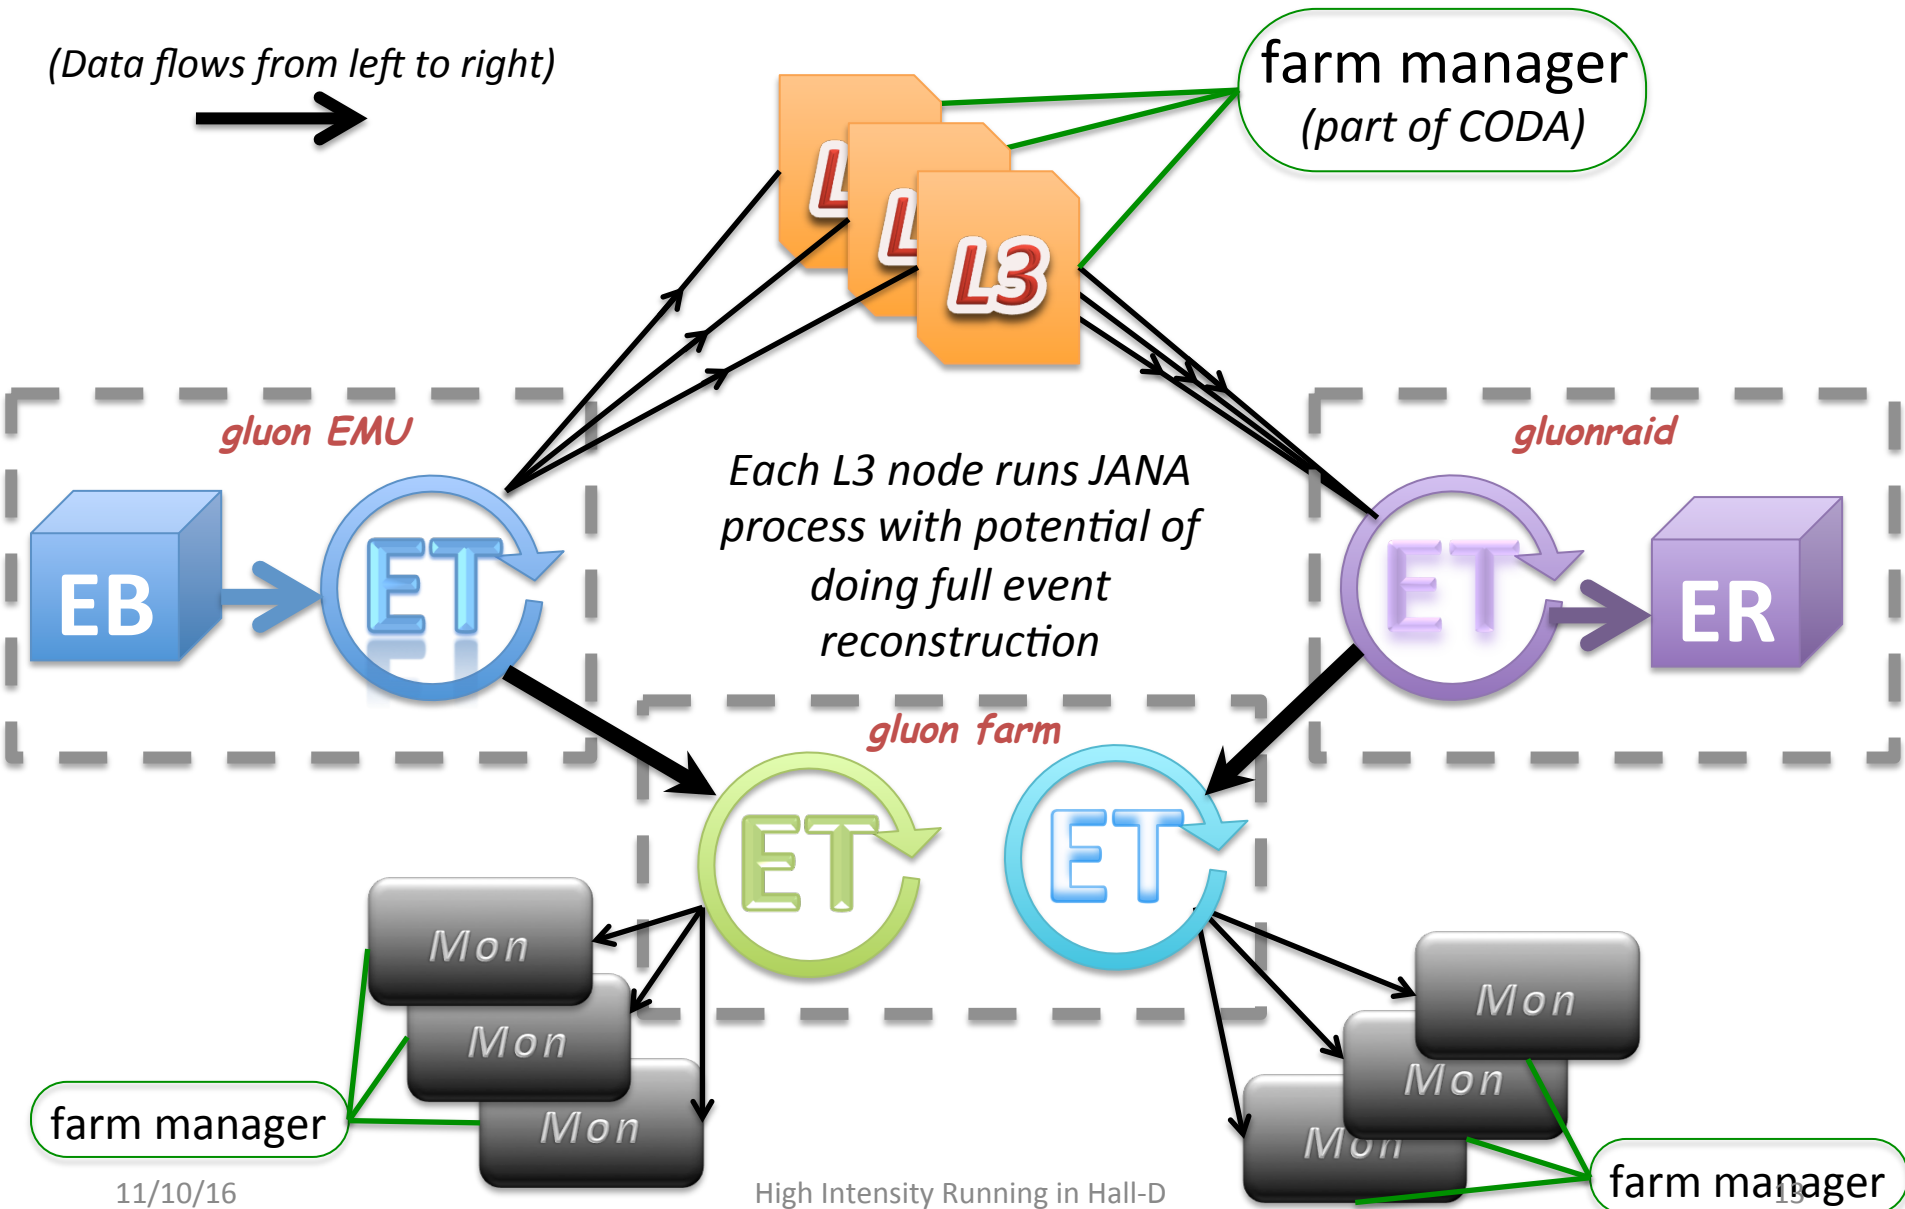 (Data flows from left to right)
farm manager
(part of CODA)
L
L
L3
gluon EMU
gluonraid
Each L3 node runs JANA
process with potential of
doing full event
reconstruction
EB
ET
ET
ER
gluon farm
ET
ET
Mon
Mon
Mon
Mon
Mon
Mon
farm manager
farm manager
11/10/16
High Intensity Running in Hall-D
13